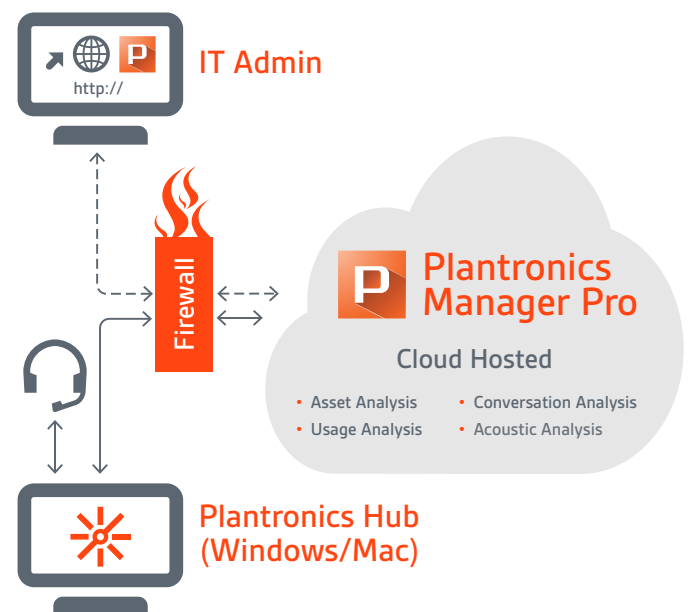 P
http://
IT Admin
Firewall
P
Plantronics
Manager Pro
Cloud Hosted
• Asset Analysis
• Conversation Analysis
• Usage Analysis
• Acoustic Analysis
Plantronics Hub
(Windows/Mac)